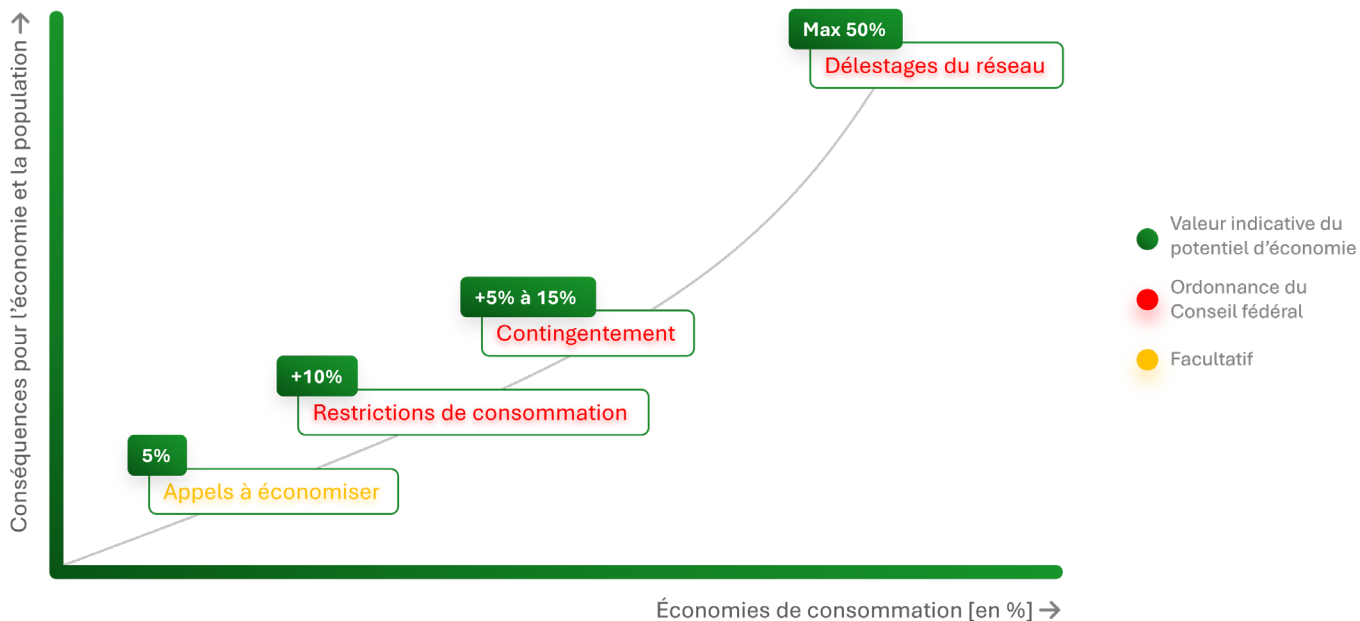 Conséquences pour l'économie et la population →
Max 50%
Délestages du réseau
+5% à 15%
Contingentement
+10%
Restrictions de consommation
5%
Appels à économiser
Économies de consommation [en %] →
Valeur indicative du
potentiel d'économie
Ordonnance du
Conseil fédéral
Facultatif